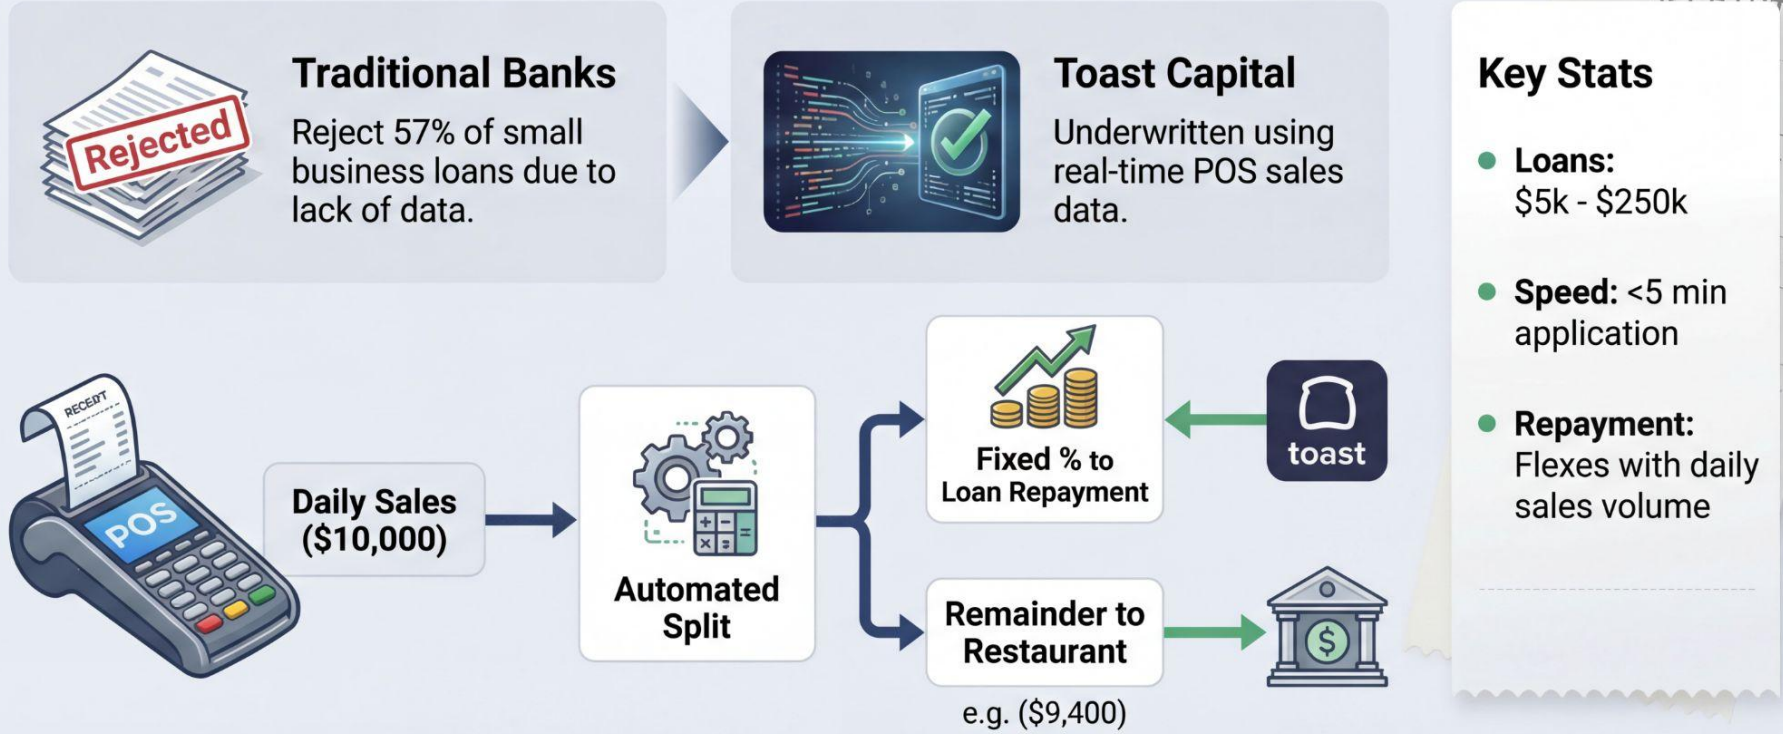 Rejected
Traditional Banks
Reject 57% of small
business loans due to
lack of data.
Toast Capital
Underwritten using
real-time POS sales
data.
Key Stats
Loans:
$5k - $250k
Speed: <5 min
application
Repayment:
Flexes with daily
sales volume
POS
Daily Sales
($10,000)
Automated
Split
Fixed % to
Loan Repayment
toast
Remainder to
Restaurant
e.g. ($9,400)
$